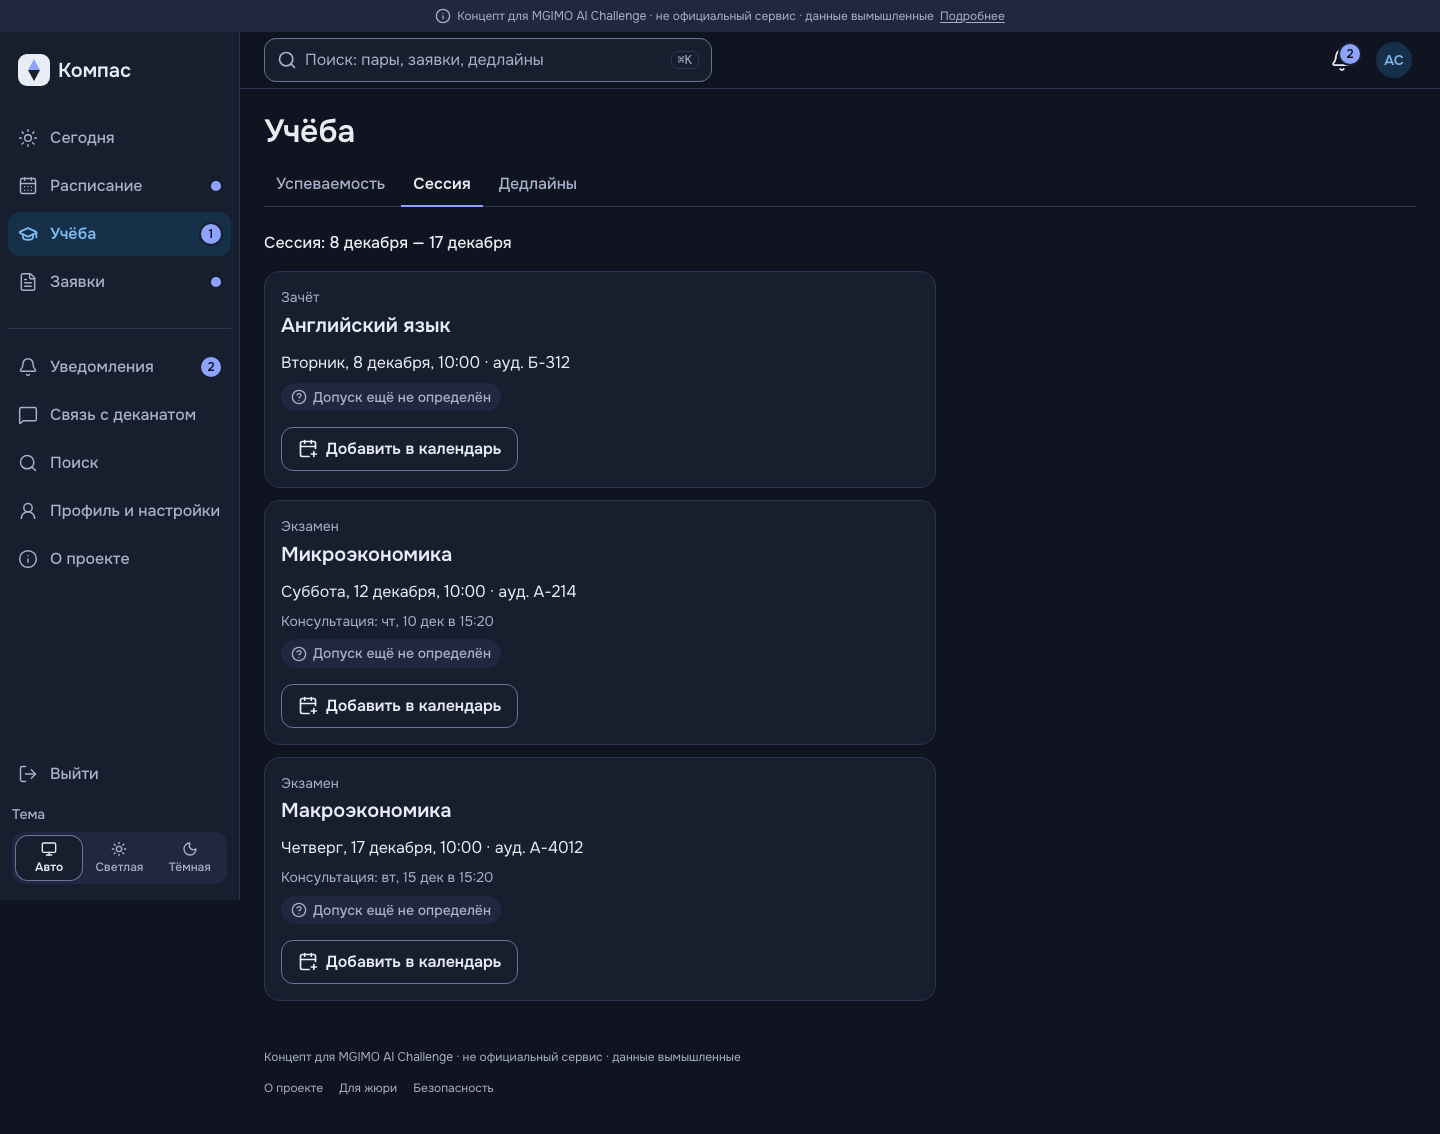 Концепт для MGIMO AI Challenge · не официальный сервис · данные вымышленные Подробнее
Компас
Поиск: пары, заявки, дедлайны
⌘K
2
АС
Сегодня
Расписание
Учёба
1
Заявки
Уведомления
2
Связь с деканатом
Поиск
Профиль и настройки
О проекте
Выйти
Тема
Авто
Светлая
Тёмная
Учёба
Успеваемость
Сессия
Дедлайны
Сессия: 8 декабря — 17 декабря
Зачёт
Английский язык
Вторник, 8 декабря, 10:00 · ауд. Б-312
Допуск ещё не определён
Добавить в календарь
Экзамен
Микроэкономика
Суббота, 12 декабря, 10:00 · ауд. А-214
Консультация: чт, 10 дек в 15:20
Допуск ещё не определён
Добавить в календарь
Экзамен
Макроэкономика
Четверг, 17 декабря, 10:00 · ауд. А-4012
Консультация: вт, 15 дек в 15:20
Допуск ещё не определён
Добавить в календарь
Концепт для MGIMO AI Challenge · не официальный сервис · данные вымышленные
О проекте
Для жюри
Безопасность